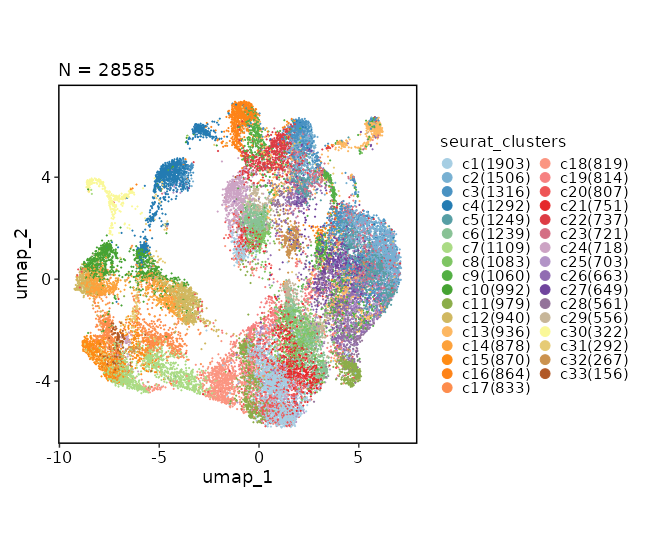 N = 28585
seurat_clusters
c1(1903) c18(819)
c2(1506) c19(814)
c3(1316) c20(807)
c4(1292) c21(751)
c5(1249) c22(737)
c6(1239) c23(721)
c7(1109) c24(718)
c8(1083) c25(703)
c9(1060) c26(663)
c10(992) c27(649)
c11(979) c28(561)
c12(940) c29(556)
c13(936) c30(322)
c14(878) c31(292)
c15(870) c32(267)
c16(864) c33(156)
c17(833)
umap_2
4
0
-4
-10 -5 0 5
umap_1